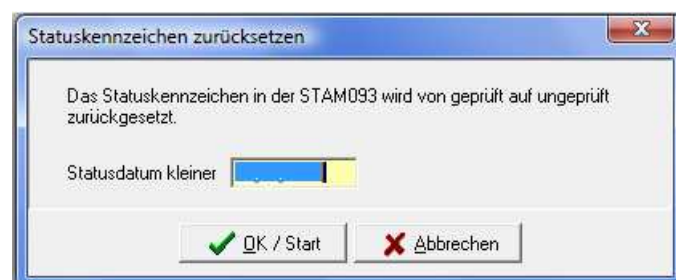 Statuskennzeichen zurücksetzen
Das Statuskennzeichen in der STAM093 wird von geprüft auf ungeprüft
zurückgesetzt.
Statusdatum kleiner
OK / Start
Abbrechen